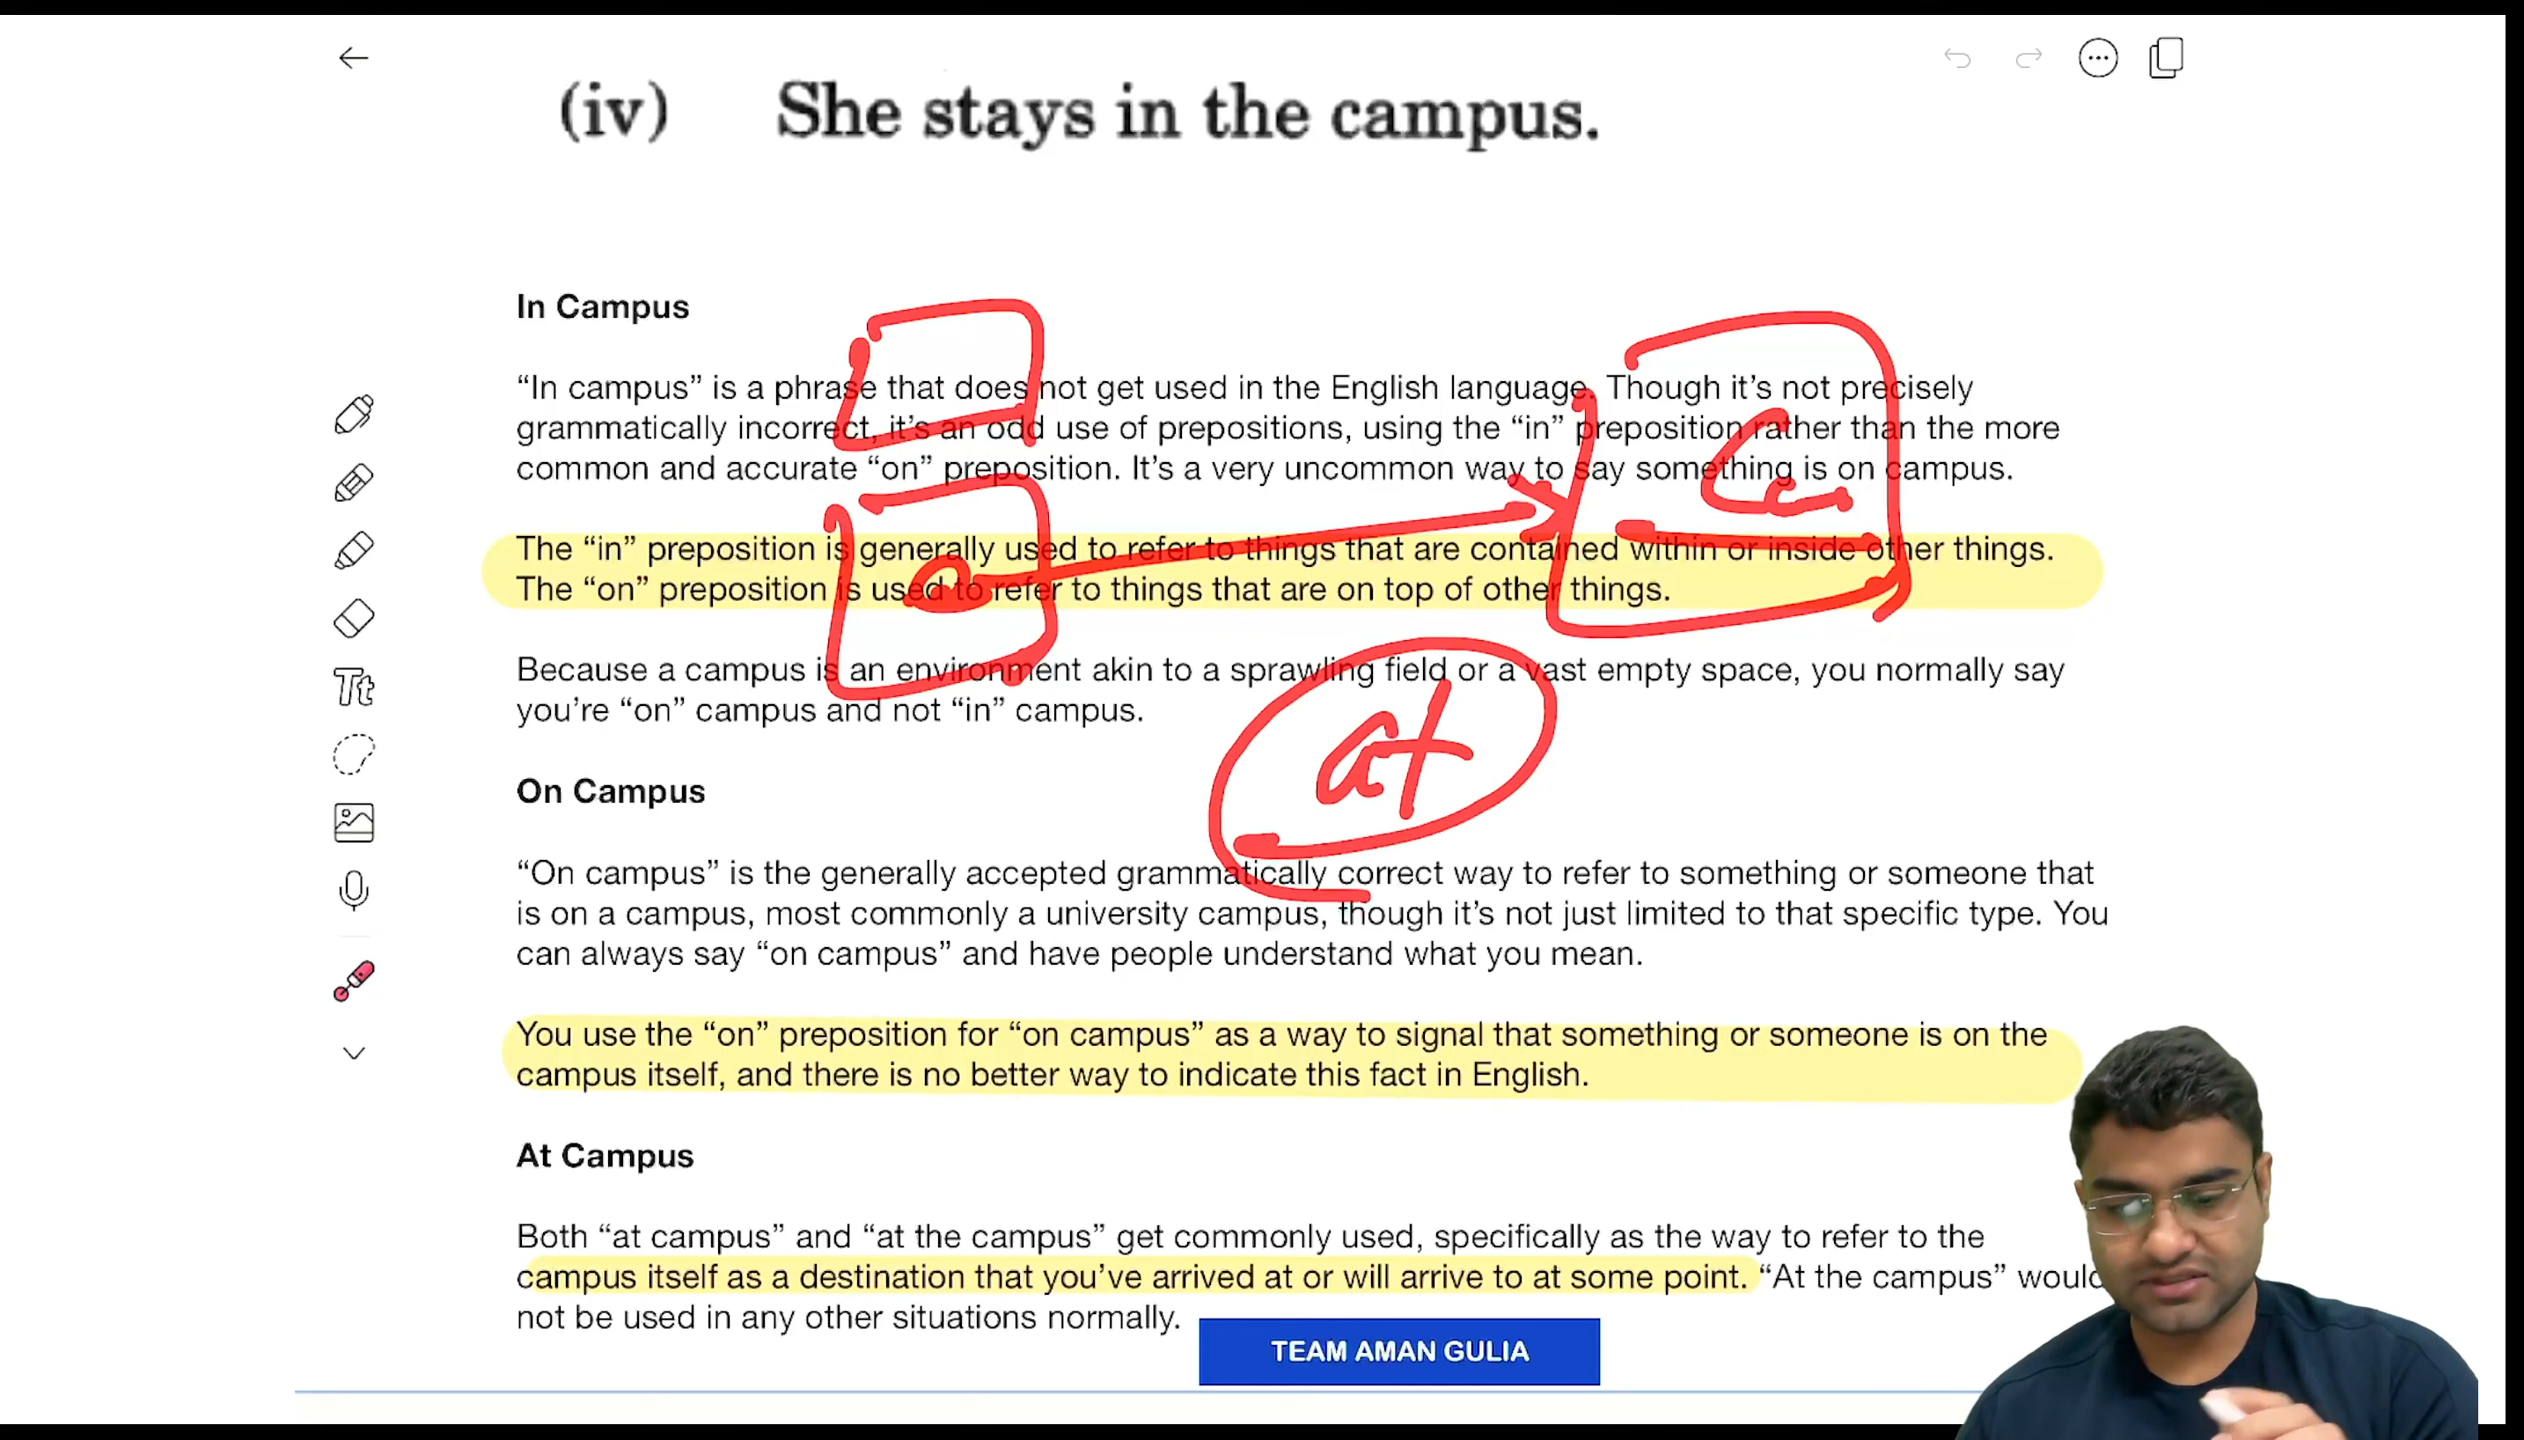 (iv) She stays in the campus.
In Campus
“In campus” is a phrase that does not get used in the English language. Though it’s not precisely
grammatically incorrect, it’s an odd use of prepositions, using the “in” preposition rather than the more
common and accurate “on” preposition. It’s a very uncommon way to say something is on campus.
The “in” preposition is generally used to refer to things that are contained within or inside other things.
The “on” preposition is used to refer to things that are on top of other things.
Because a campus is an environment akin to a sprawling field or a vast empty space, you normally say
you’re “on” campus and not “in” campus.
at
On Campus
“On campus” is the generally accepted grammatically correct way to refer to something or someone that
is on a campus, most commonly a university campus, though it’s not just limited to that specific type. You
can always say “on campus” and have people understand what you mean.
You use the “on” preposition for “on campus” as a way to signal that something or someone is on the
campus itself, and there is no better way to indicate this fact in English.
At Campus
Both “at campus” and “at the campus” get commonly used, specifically as the way to refer to the
campus itself as a destination that you’ve arrived at or will arrive to at some point. “At the campus” would
not be used in any other situations normally.
TEAM AMAN GULIA
Tt